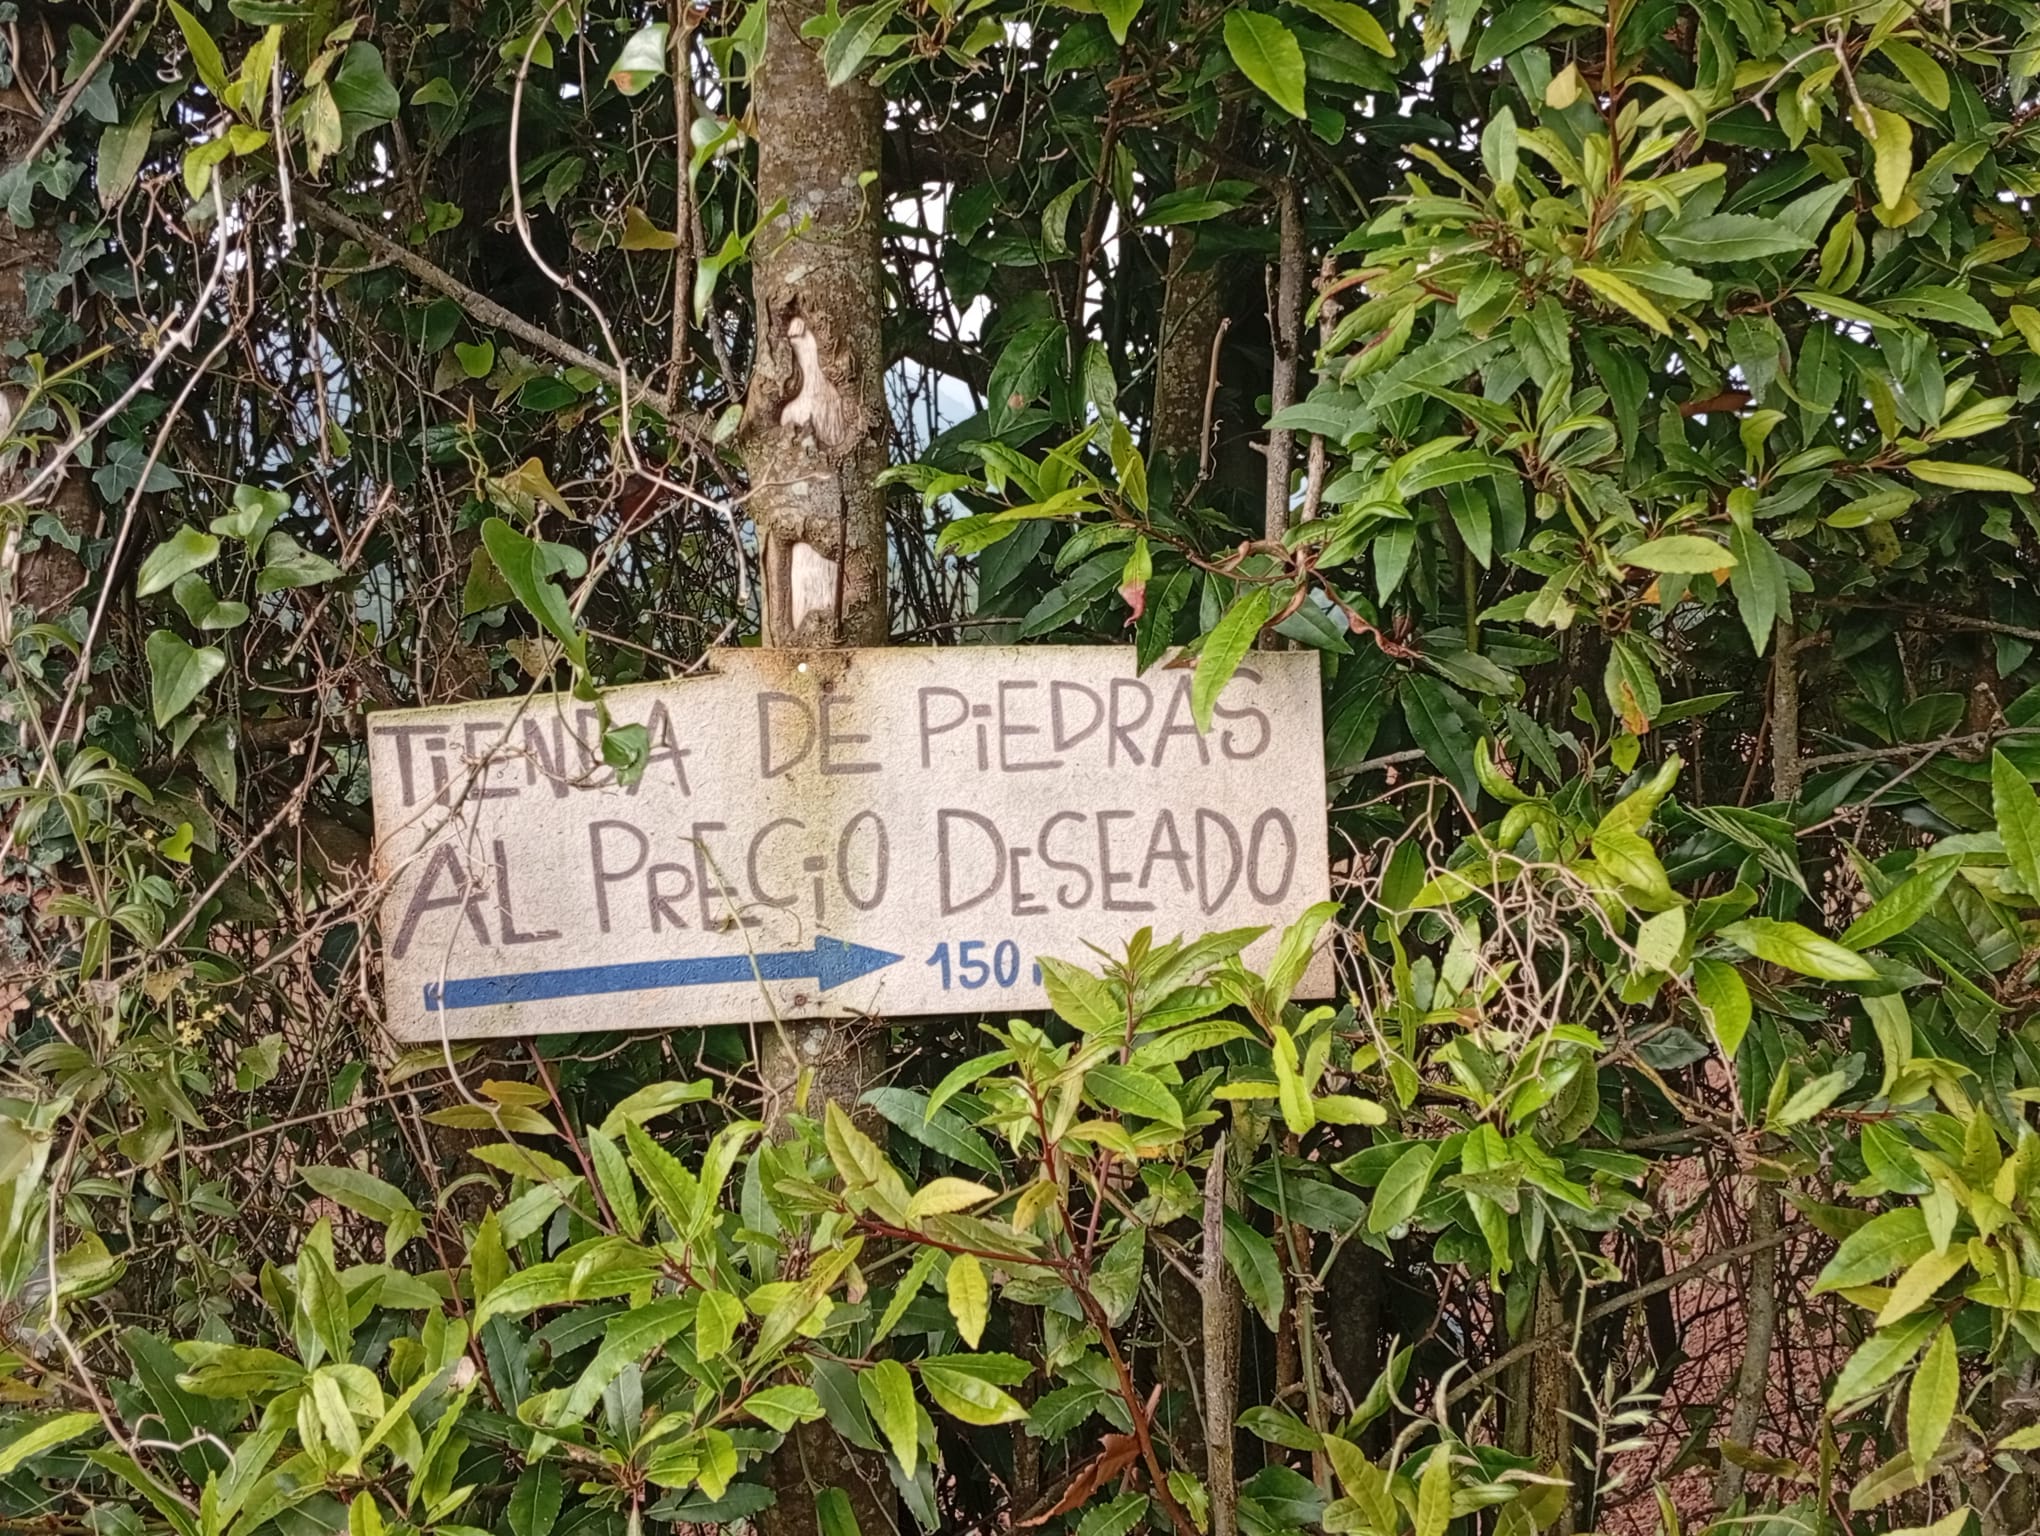 TiENDA DE PiEDRAS
AL PRECiO DESEADO
150